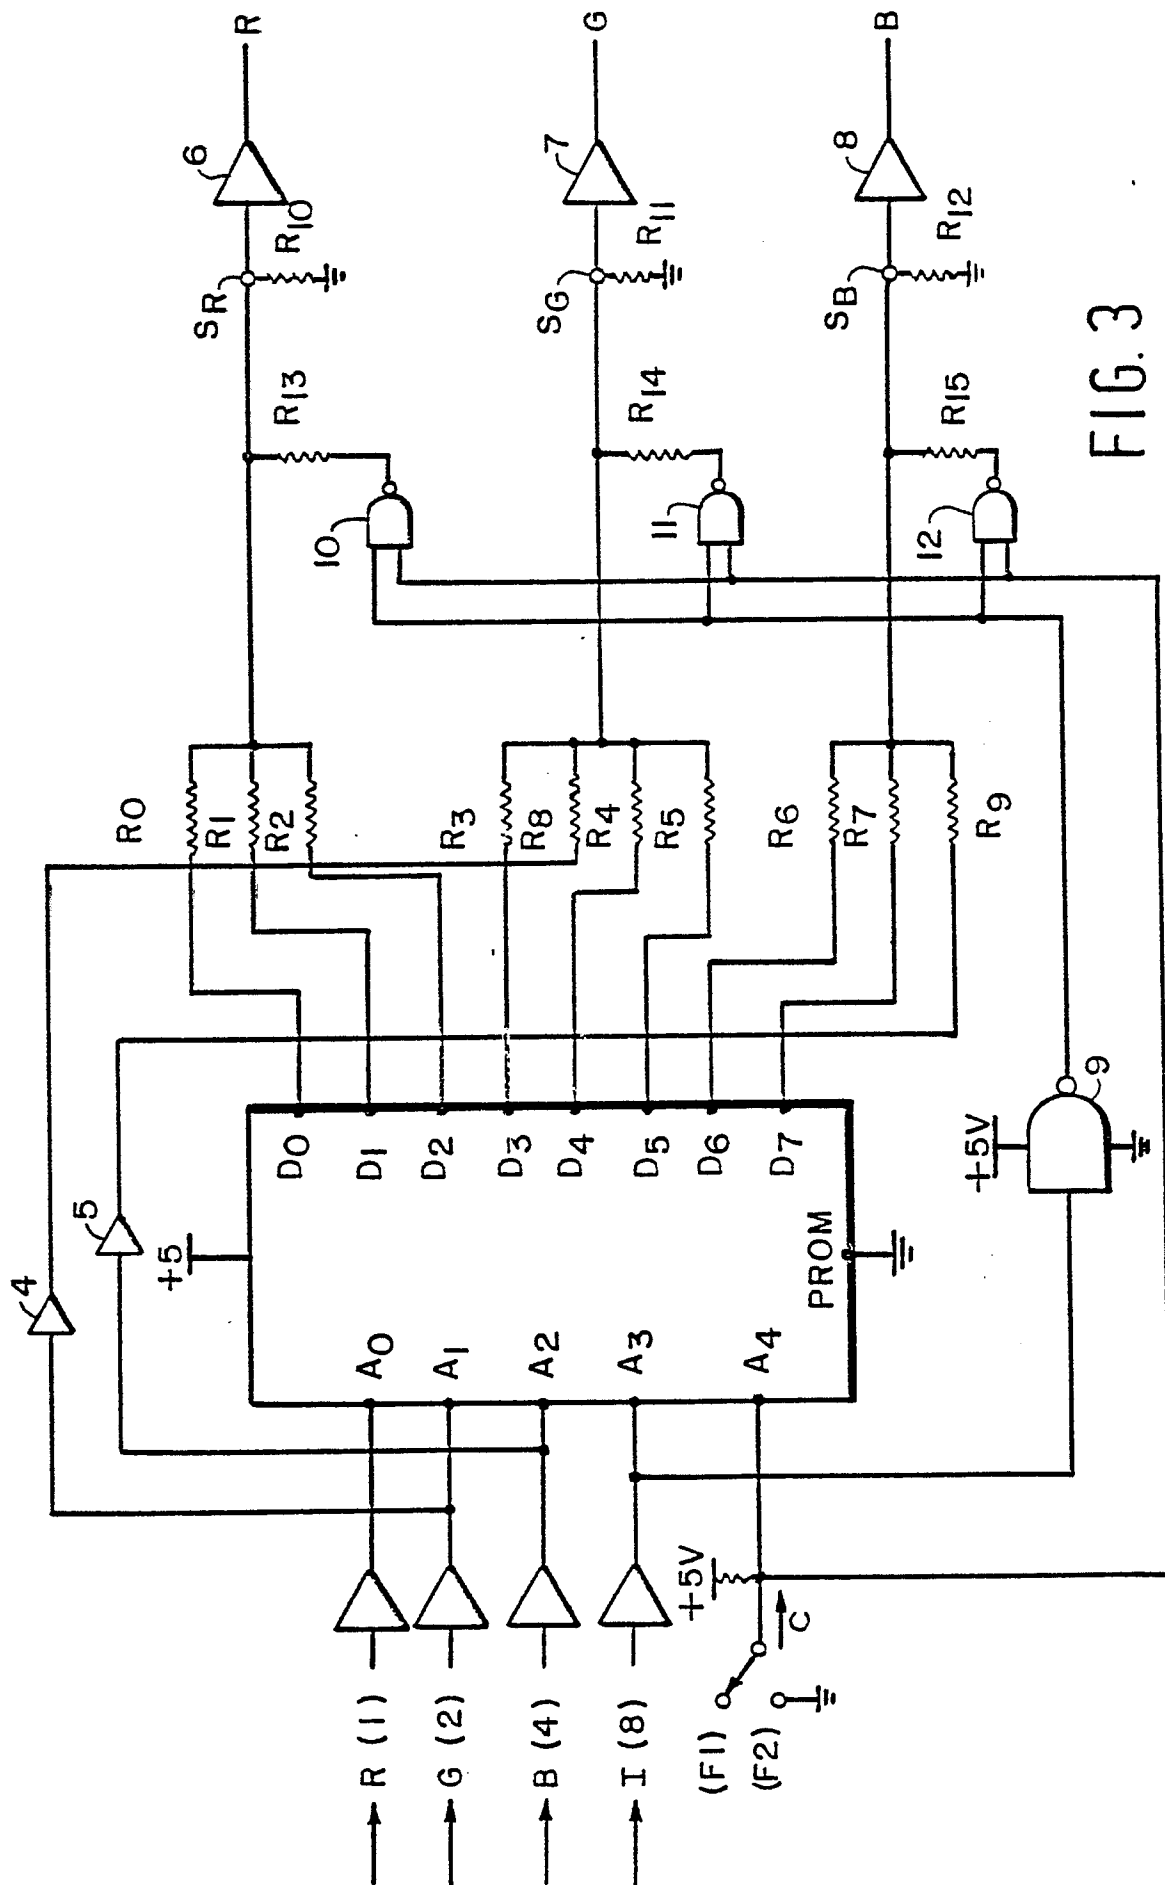 R
G
B
6
7
8
R10
R11
R12
SR
SG
SB
R13
R14
R15
10
11
12
R0
R1
R2
R3
R8
R4
R5
R6
R7
R9
4
5
+5
D0
D1
D2
D3
D4
D5
D6
D7
PROM
A0
A1
A2
A3
A4
+5V
9
+5V
C
R (1)
G (2)
B (4)
I (8)
(F1)
(F2)
FIG. 3